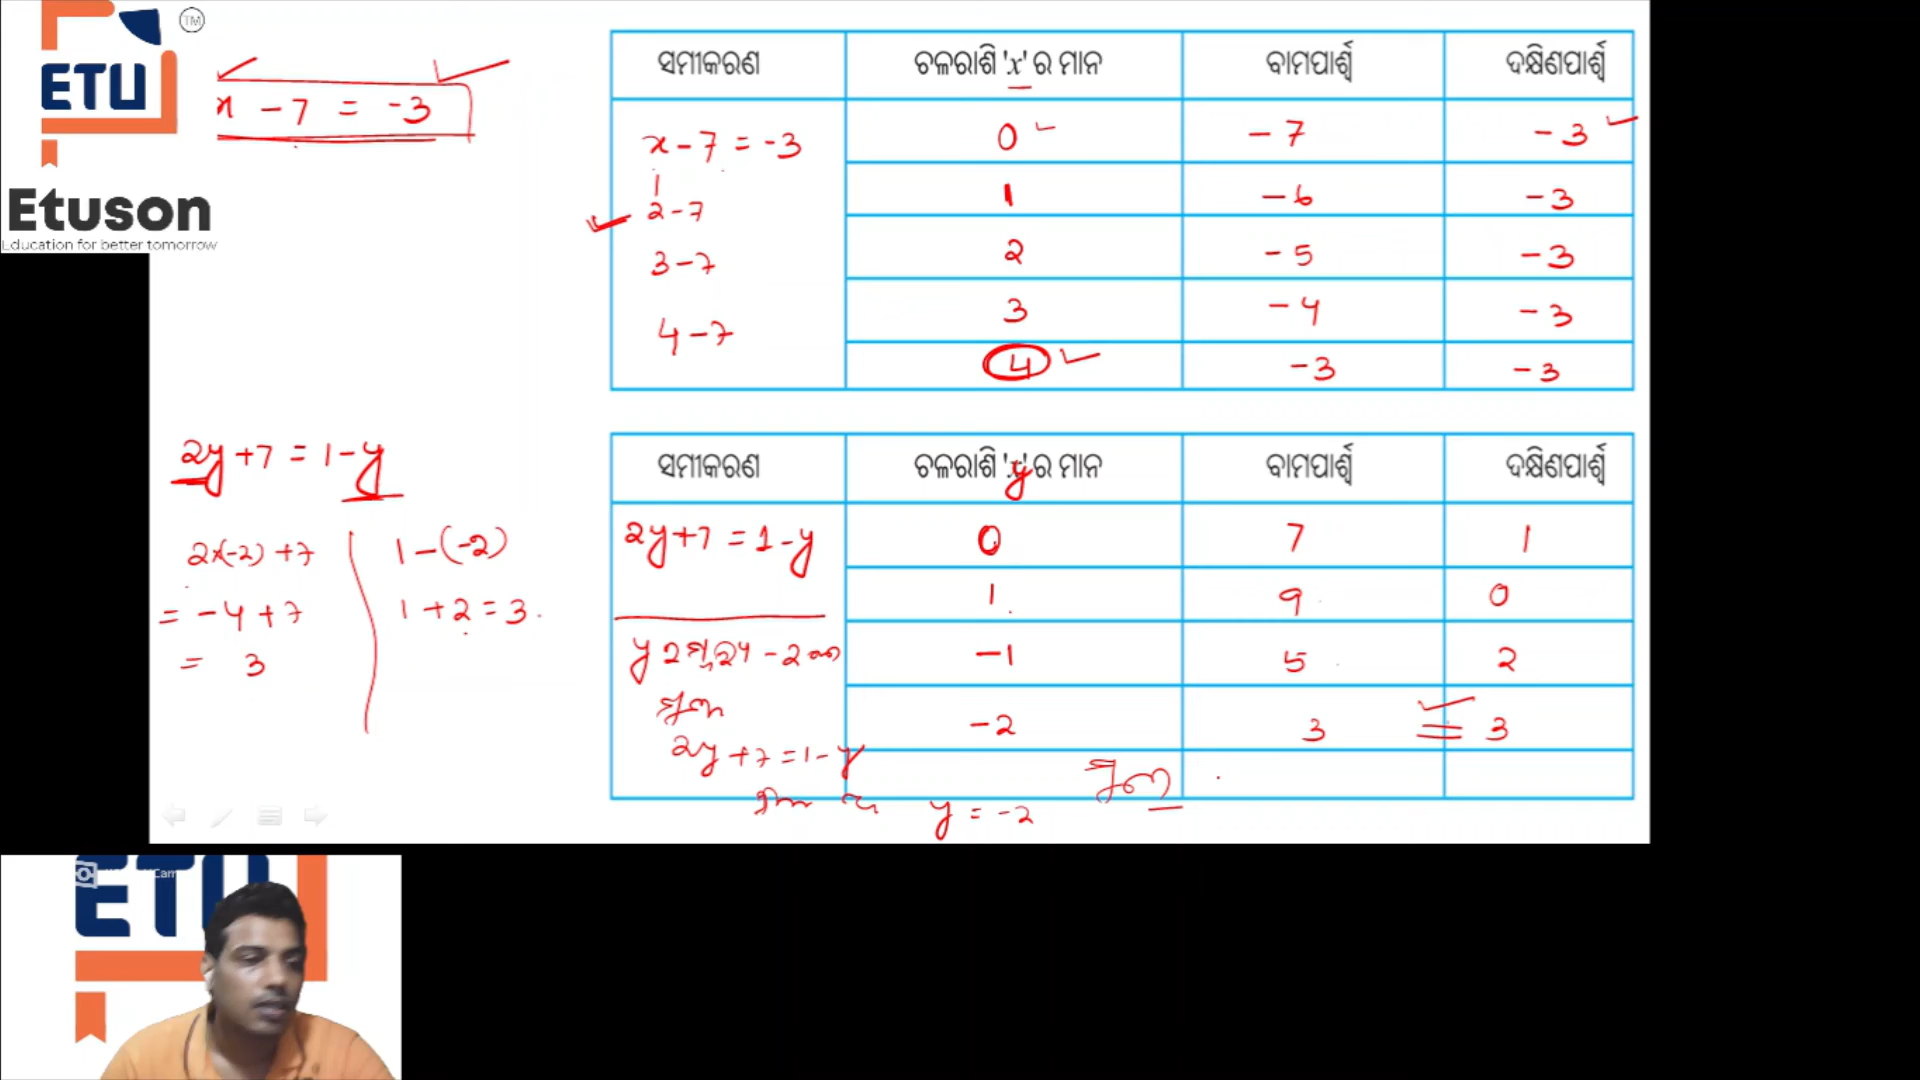 ETU
TM
Etuson
Education for better tomorrow
x - 7 = -3
ସମୀକରଣ ଚଳରାଶି 'x' ର ମାନ ବାମପାର୍ଶ୍ଵ ଦକ୍ଷିଣପାର୍ଶ୍ଵ
x - 7 = -3 0 -7 -3
1
2 - 7
1 -6 -3
3 - 7
2 -5 -3
3 -4 -3
4 - 7
4 -3 -3
2y + 7 = 1 - y
2×(-2) + 7
= -4 + 7
= 3
1 - (-2)
1 + 2 = 3
ସମୀକରଣ ଚଳରାଶି 'y' ର ମାନ ବାମପାର୍ଶ୍ଵ ଦକ୍ଷିଣପାର୍ଶ୍ଵ
2y + 7 = 1 - y 0 7 1
1 9 0
-1 5 2
-2 3 = 3
2y + 7 = 1 - y
y = -2
ETU